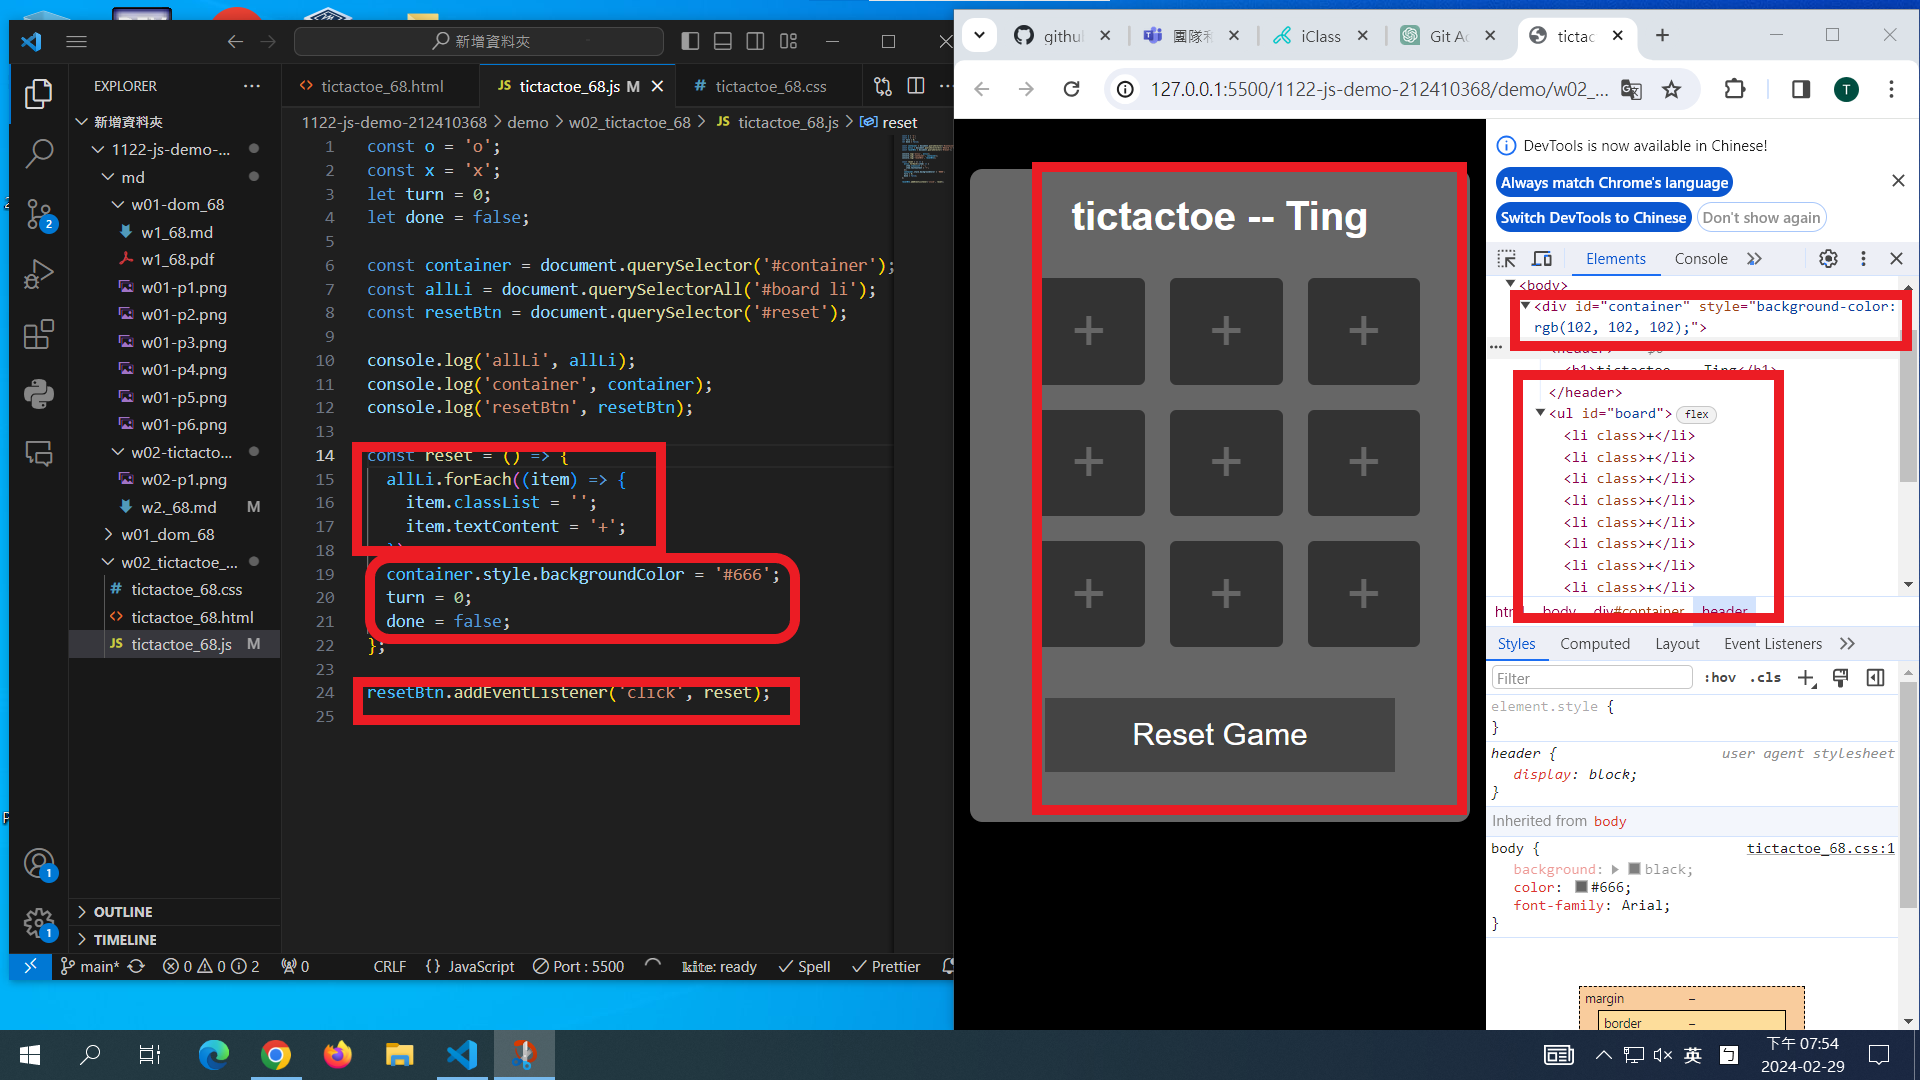 新增資料夾
EXPLORER
新增資料夾
1122-js-demo-...
md
w01-dom_68
w1_68.md
w1_68.pdf
w01-p1.png
w01-p2.png
w01-p3.png
w01-p4.png
w01-p5.png
w01-p6.png
w02-tictacto...
w02-p1.png
w2._68.md M
w01_dom_68
w02_tictactoe_...
tictactoe_68.css
tictactoe_68.html
JS tictactoe_68.js M
OUTLINE
TIMELINE
2
1
1
tictactoe_68.html
JS tictactoe_68.js M
# tictactoe_68.css
1122-js-demo-212410368 > demo > w02_tictactoe_68 > JS tictactoe_68.js > reset
1 const o = 'o';
2 const x = 'x';
3 let turn = 0;
4 let done = false;
5
6 const container = document.querySelector('#container');
7 const allLi = document.querySelectorAll('#board li');
8 const resetBtn = document.querySelector('#reset');
9
10 console.log('allLi', allLi);
11 console.log('container', container);
12 console.log('resetBtn', resetBtn);
13
14 const reset = () => {
15 allLi.forEach((item) => {
16 item.classList = '';
17 item.textContent = '+';
18
19 container.style.backgroundColor = '#666';
20 turn = 0;
21 done = false;
22 };
23
24 resetBtn.addEventListener('click', reset);
25
main* 0 0 2 0 CRLF {} JavaScript Port : 5500 kite: ready Spell Prettier
githu
團隊和
iClass
Git Ac
tictac
127.0.0.1:5500/1122-js-demo-212410368/demo/w02_...
T
tictactoe -- Ting
+ + +
+ + +
+ + +
Reset Game
DevTools is now available in Chinese!
Always match Chrome's language
Switch DevTools to Chinese
Don't show again
Elements Console
<body>
<div id="container" style="background-color:
rgb(102, 102, 102);">
<h1>tictactoe -- Ting</h1>
</header>
<ul id="board"> flex
<li class>+</li>
<li class>+</li>
<li class>+</li>
<li class>+</li>
<li class>+</li>
<li class>+</li>
<li class>+</li>
<li class>+</li>
html body div#container header
Styles Computed Layout Event Listeners
Filter :hov .cls
element.style {
}
header { user agent stylesheet
display: block;
}
Inherited from body
body { tictactoe_68.css:1
background: black;
color: #666;
font-family: Arial;
}
margin –
border –
英 ㄅ
下午 07:54
2024-02-29